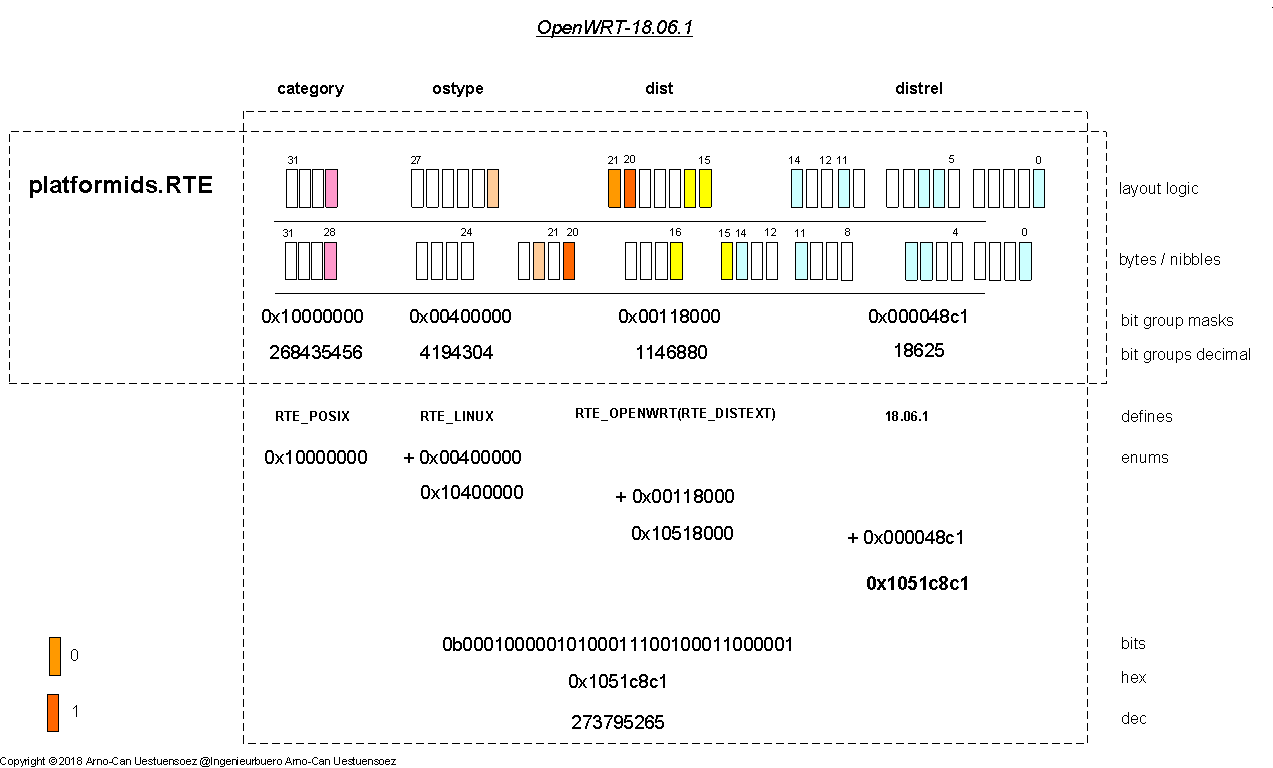 OpenWRT-18.06.1
category ostype dist distrel
platformids.RTE
31 27 21 20 15 14 12 11 5 0
layout logic
31 28 24 21 20 16 15 14 12 11 8 4 0
bytes / nibbles
0x10000000 0x00400000 0x00118000 0x000048c1 bit group masks
268435456 4194304 1146880 18625 bit groups decimal
RTE_POSIX RTE_LINUX RTE_OPENWRT(RTE_DISTEXT) 18.06.1 defines
0x10000000 + 0x00400000 enums
0x10400000 + 0x00118000
0x10518000 + 0x000048c1
0x1051c8c1
0b00010000010100011100100011000001 bits
0 0x1051c8c1 hex
1 273795265 dec
Copyright ©2018 Arno-Can Uestuensoez @Ingenieurbuero Arno-Can Uestuensoez